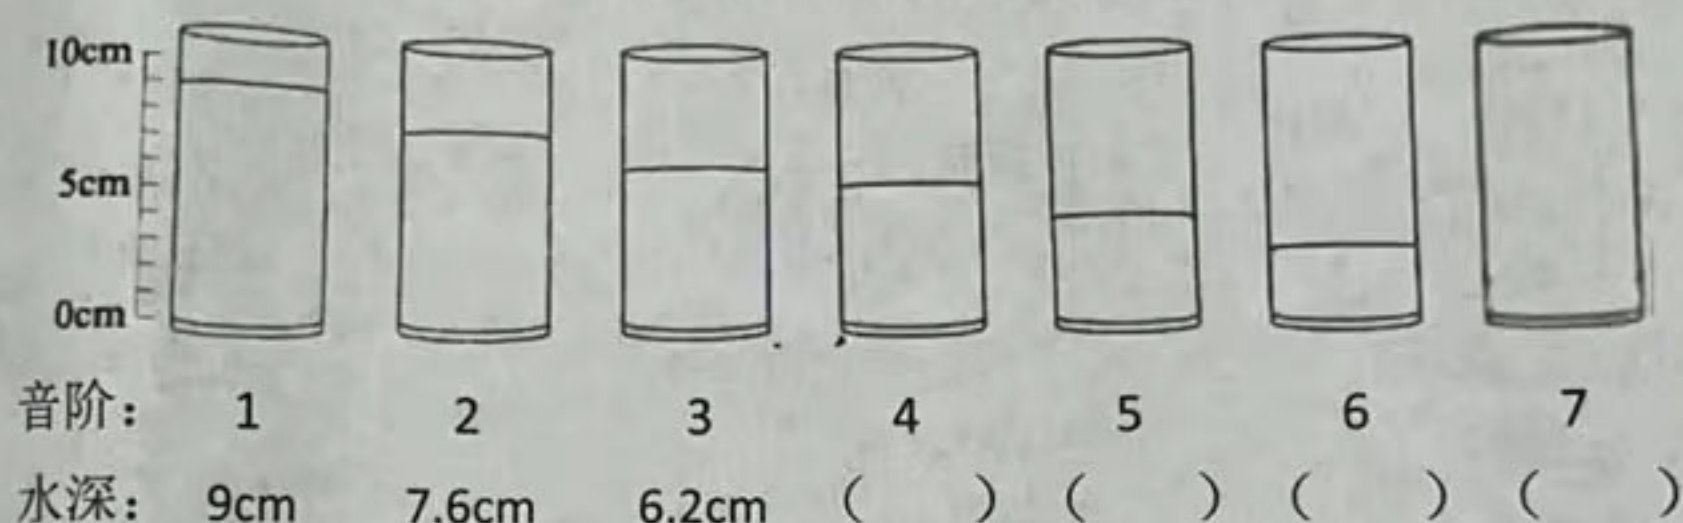 10cm
5cm
0cm
音阶： 1 2 3 4 5 6 7
水深： 9cm 7.6cm 6.2cm （ ） （ ） （ ） （ ）